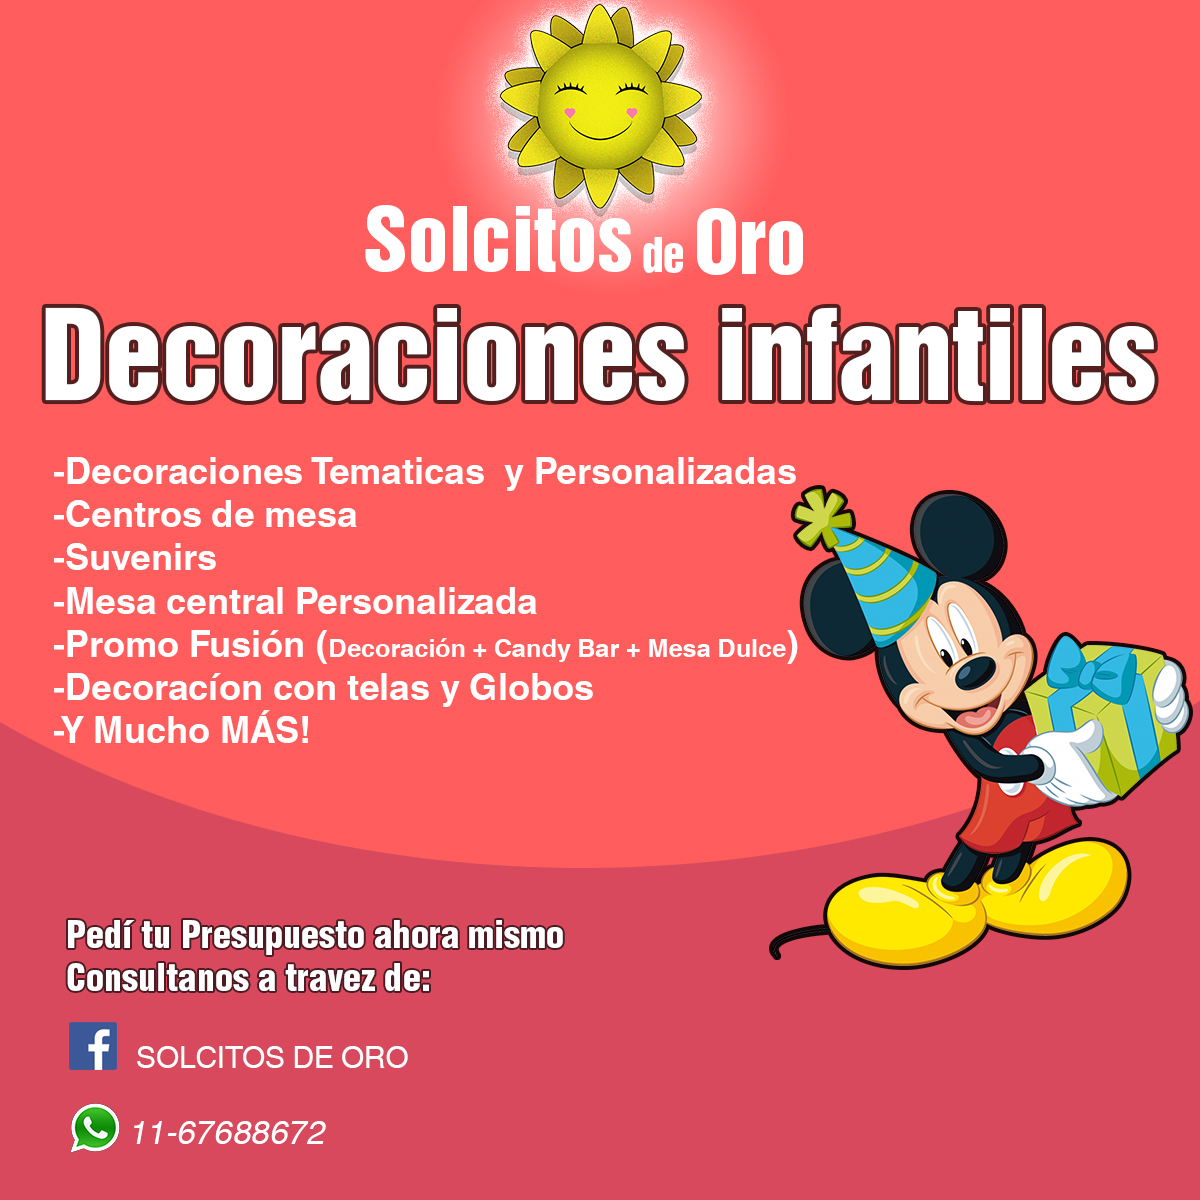 Solcitos de Oro
Decoraciones infantiles
-Decoraciones Tematicas y Personalizadas
-Centros de mesa
-Suvenirs
-Mesa central Personalizada
-Promo Fusión (Decoración + Candy Bar + Mesa Dulce)
-Decoracíon con telas y Globos
-Y Mucho MÁS!
Pedí tu Presupuesto ahora mismo
Consultanos a travez de:
SOLCITOS DE ORO
11-67688672